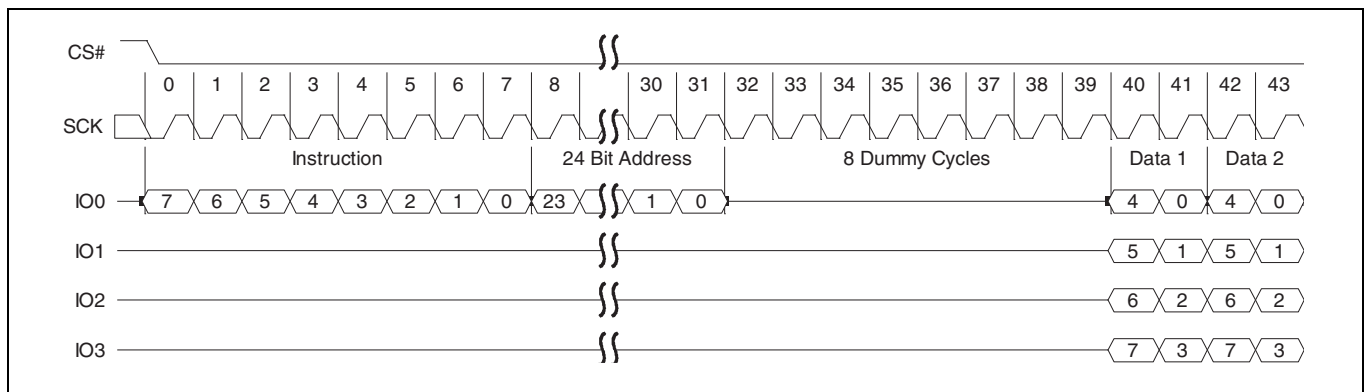 CS#
0 1 2 3 4 5 6 7 8 30 31 32 33 34 35 36 37 38 39 40 41 42 43
SCK
Instruction 24 Bit Address 8 Dummy Cycles Data 1 Data 2
IO0 7 6 5 4 3 2 1 0 23 1 0 4 0 4 0
IO1 5 1 5 1
IO2 6 2 6 2
IO3 7 3 7 3